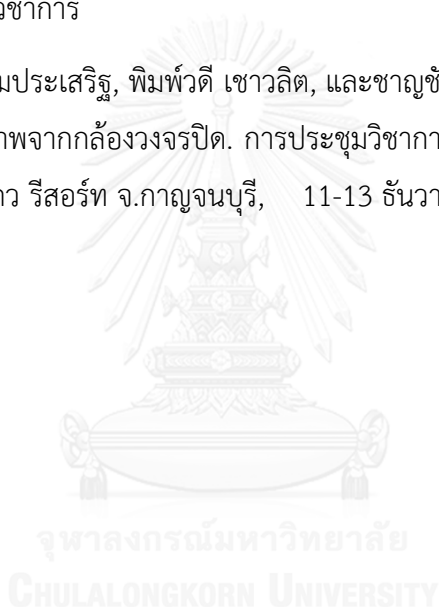 วิชาการ
มประเสริฐ, พิมพ์วดี เชาวลิต, และชาญชั
าพจากกล้องวงจรปิด. การประชุมวิชากา
าว รีสอร์ท จ.กาญจนบุรี, 11-13 ธันวา
จุฬาลงกรณ์มหาวิทยาลัย
CHULALONGKORN UNIVERSITY